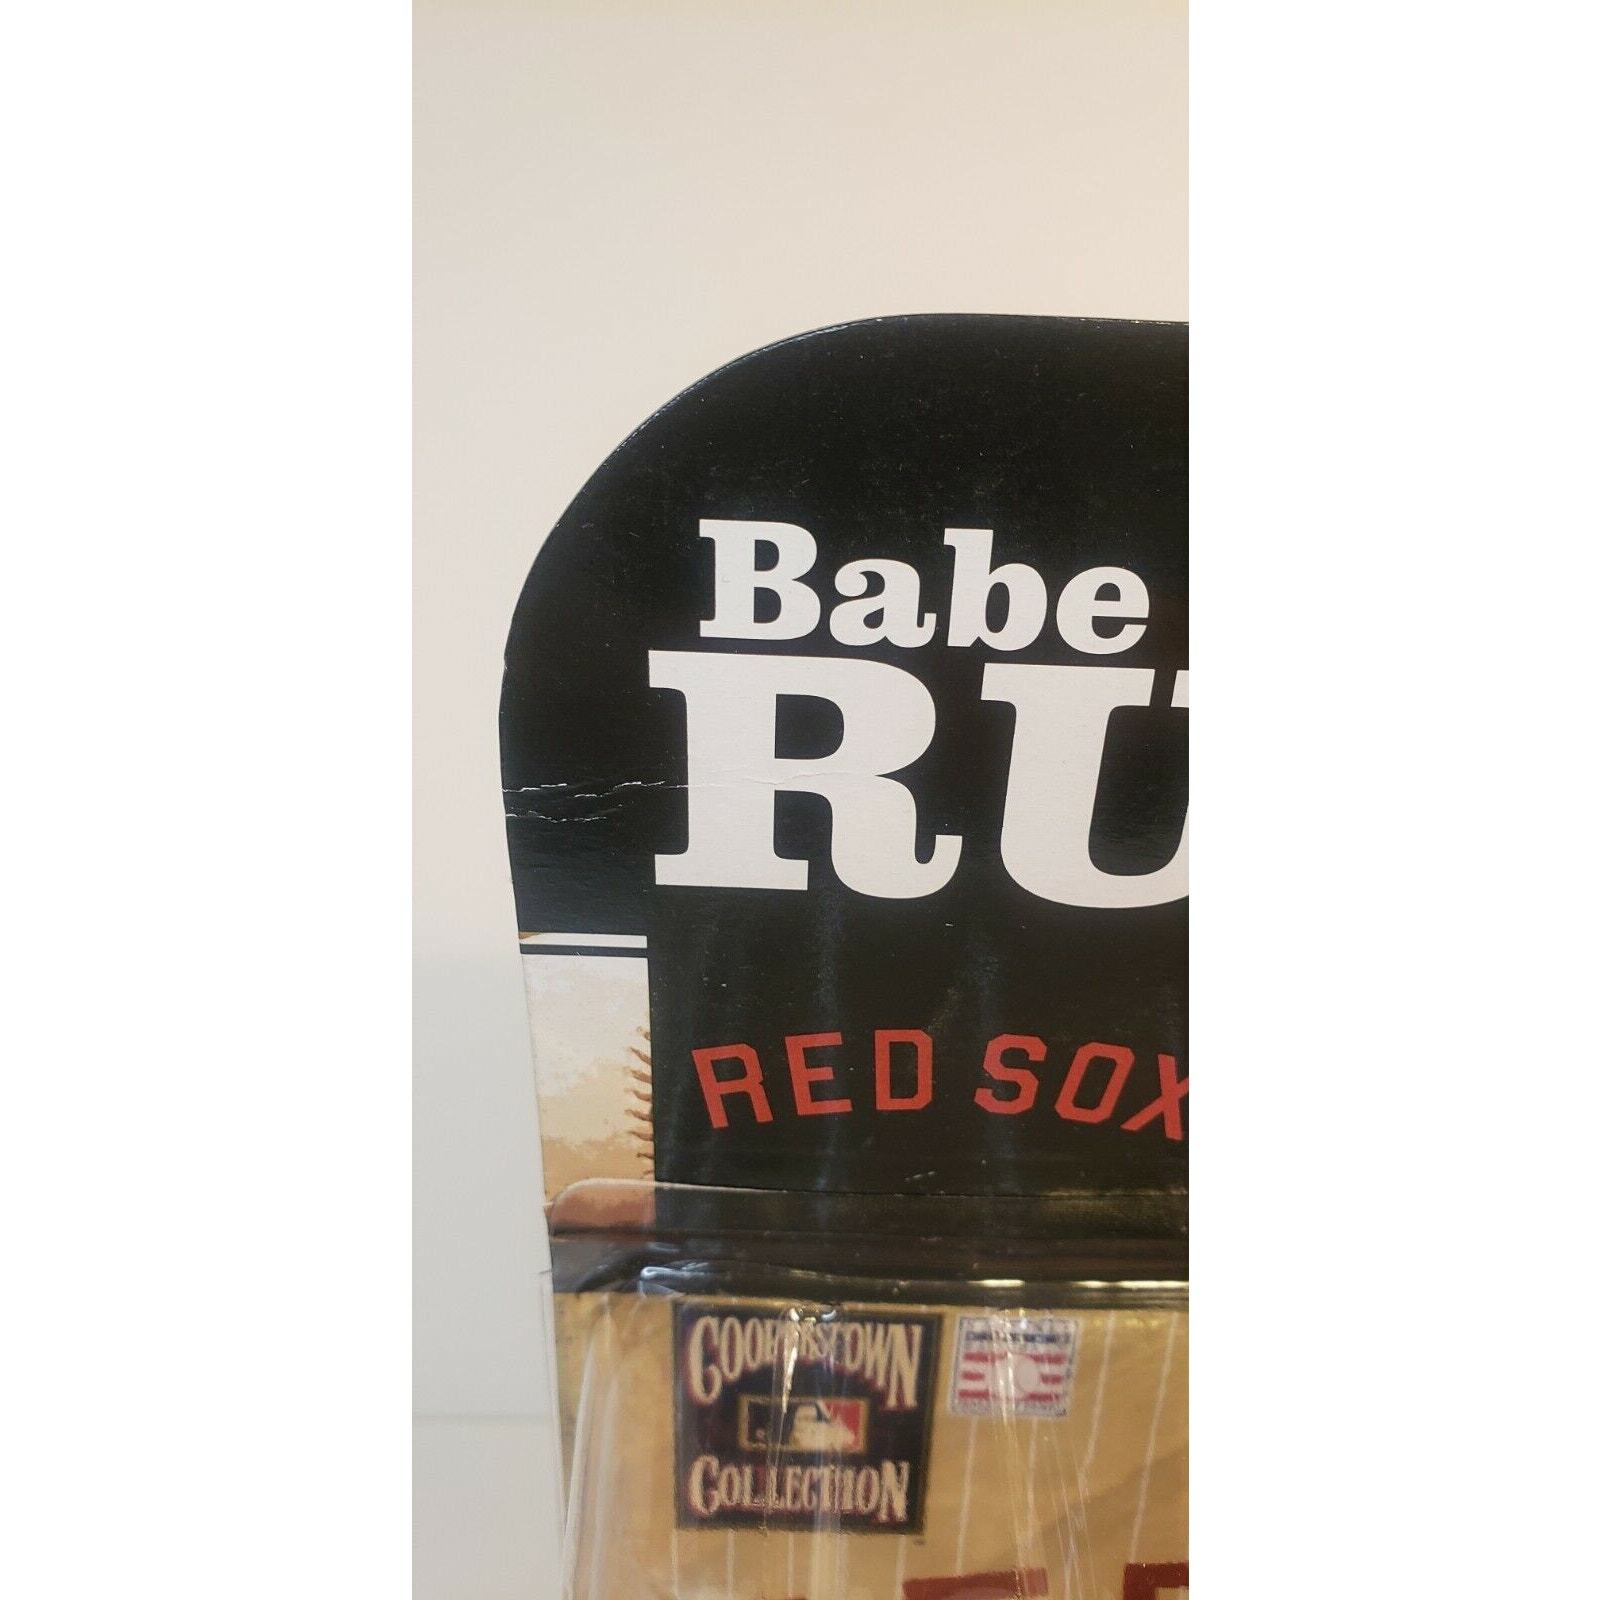 Babe
RU
RED SOX
COOPERSTOWN
COLLECTION